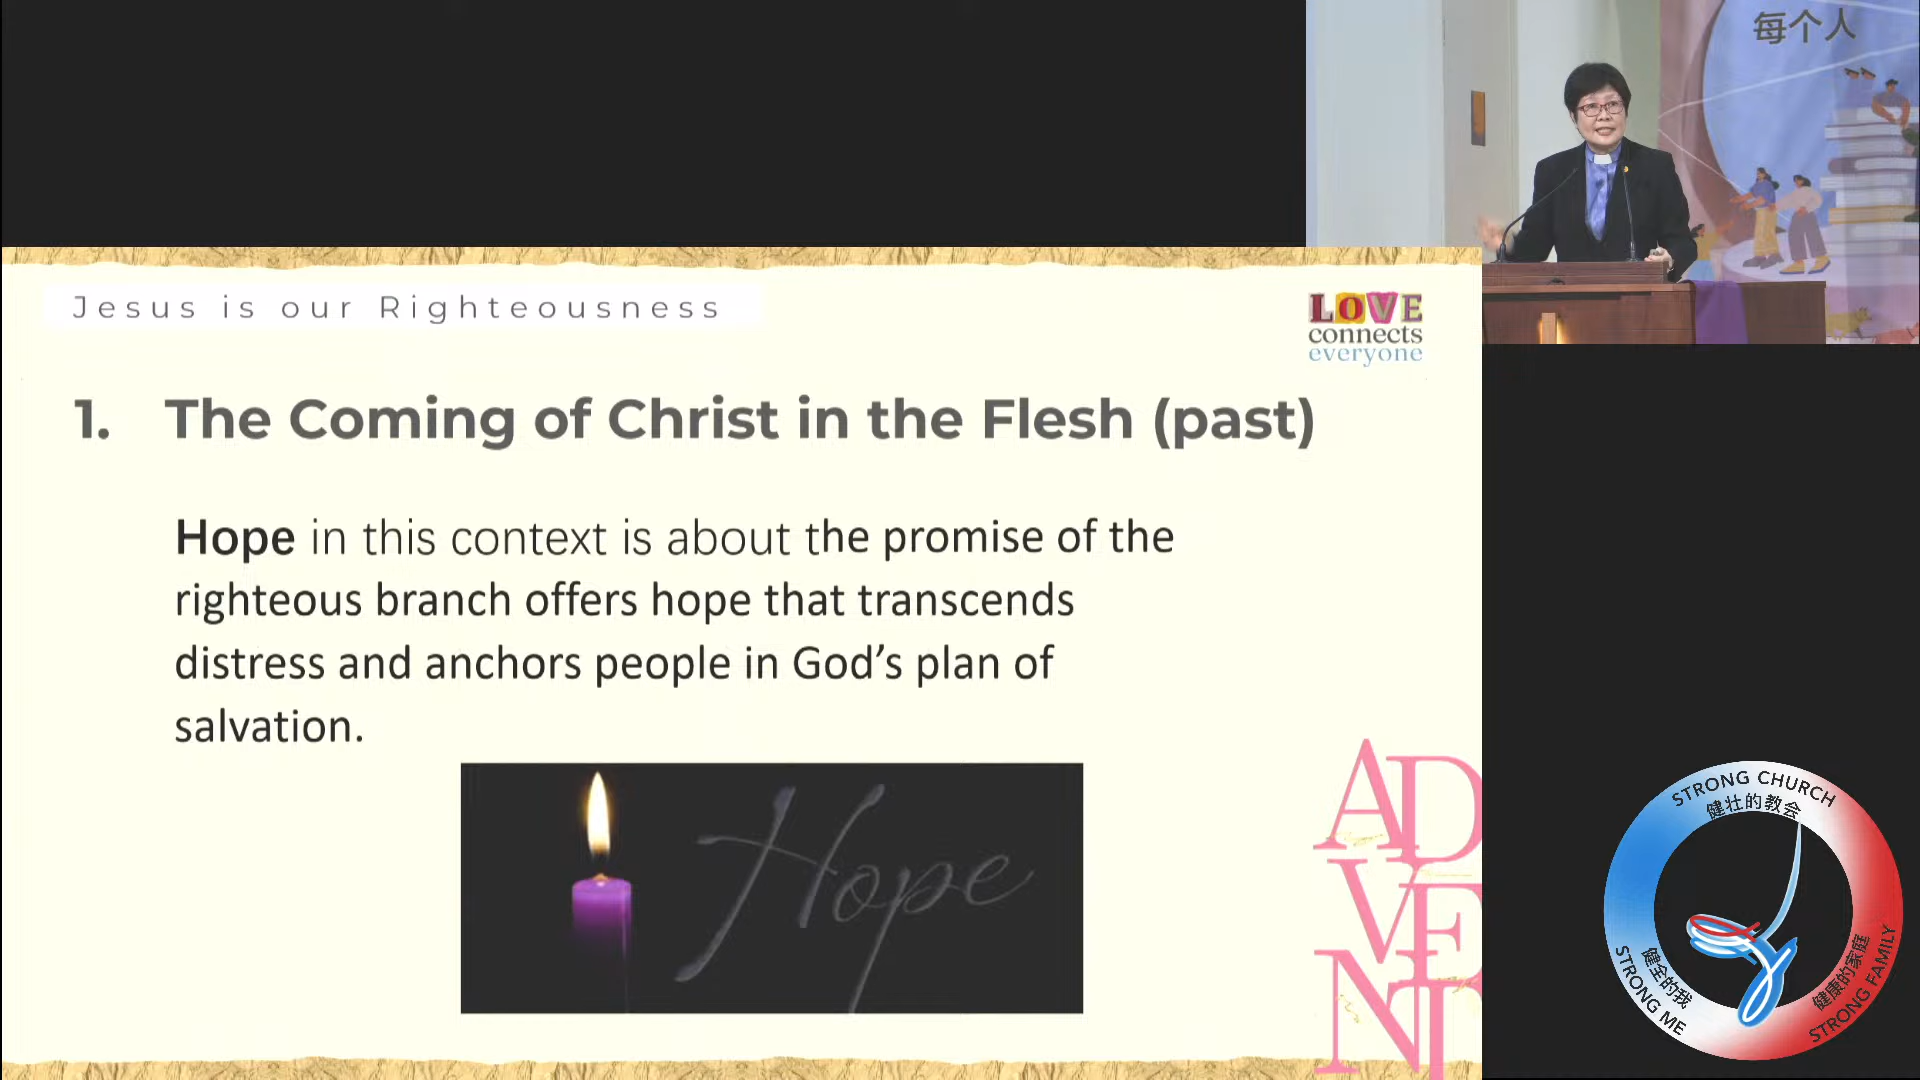 每个人
Jesus is our Righteousness
LOVE
connects
everyone
1. The Coming of Christ in the Flesh (past)
Hope in this context is about the promise of the
righteous branch offers hope that transcends
distress and anchors people in God’s plan of
salvation.
Hope
AD
VE
NT
STRONG CHURCH
健壮的教会
健全的我
STRONG ME
健康的家庭
STRONG FAMILY